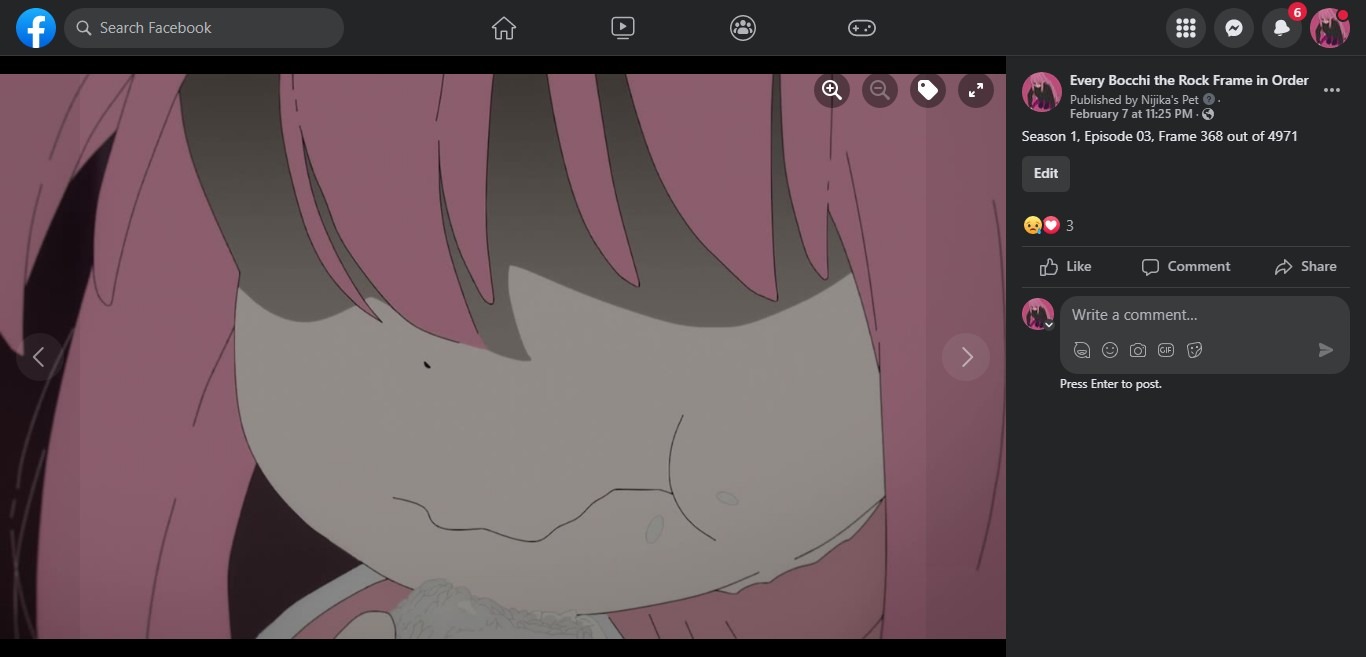 Search Facebook
6
Every Bocchi the Rock Frame in Order
Published by Nijika's Pet ? ·
February 7 at 11:25 PM ·
Season 1, Episode 03, Frame 368 out of 4971
Edit
3
Like Comment Share
Write a comment...
GIF
Press Enter to post.